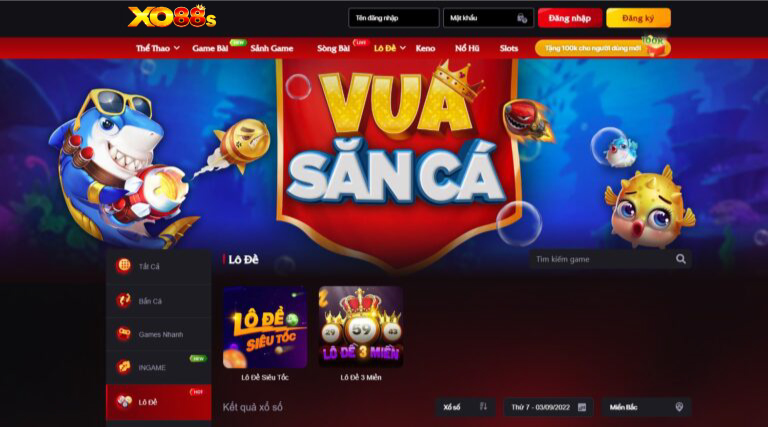 XO88s
Tên đăng nhập
Mật khẩu
Đăng nhập
Đăng ký
Thể Thao
Game Bài
NEW
Sảnh Game
Sòng Bài
LIVE
Lô Đề
Keno
Nổ Hũ
Slots
Tặng 100k cho người dùng mới
100K
VUA
SĂN CÁ
Tất Cả
Bắn Cá
Games Nhanh
INGAME
NEW
Lô Đề
HOT
Lô Đề
Tìm kiếm game
LÔ ĐỀ
SIÊU TỐC
29
59
43
LÔ ĐỀ 3 MIỀN
Lô Đề Siêu Tốc
Lô Đề 3 Miền
Kết quả xổ số
Xổ số
Thứ 7 - 03/09/2022
Miền Bắc